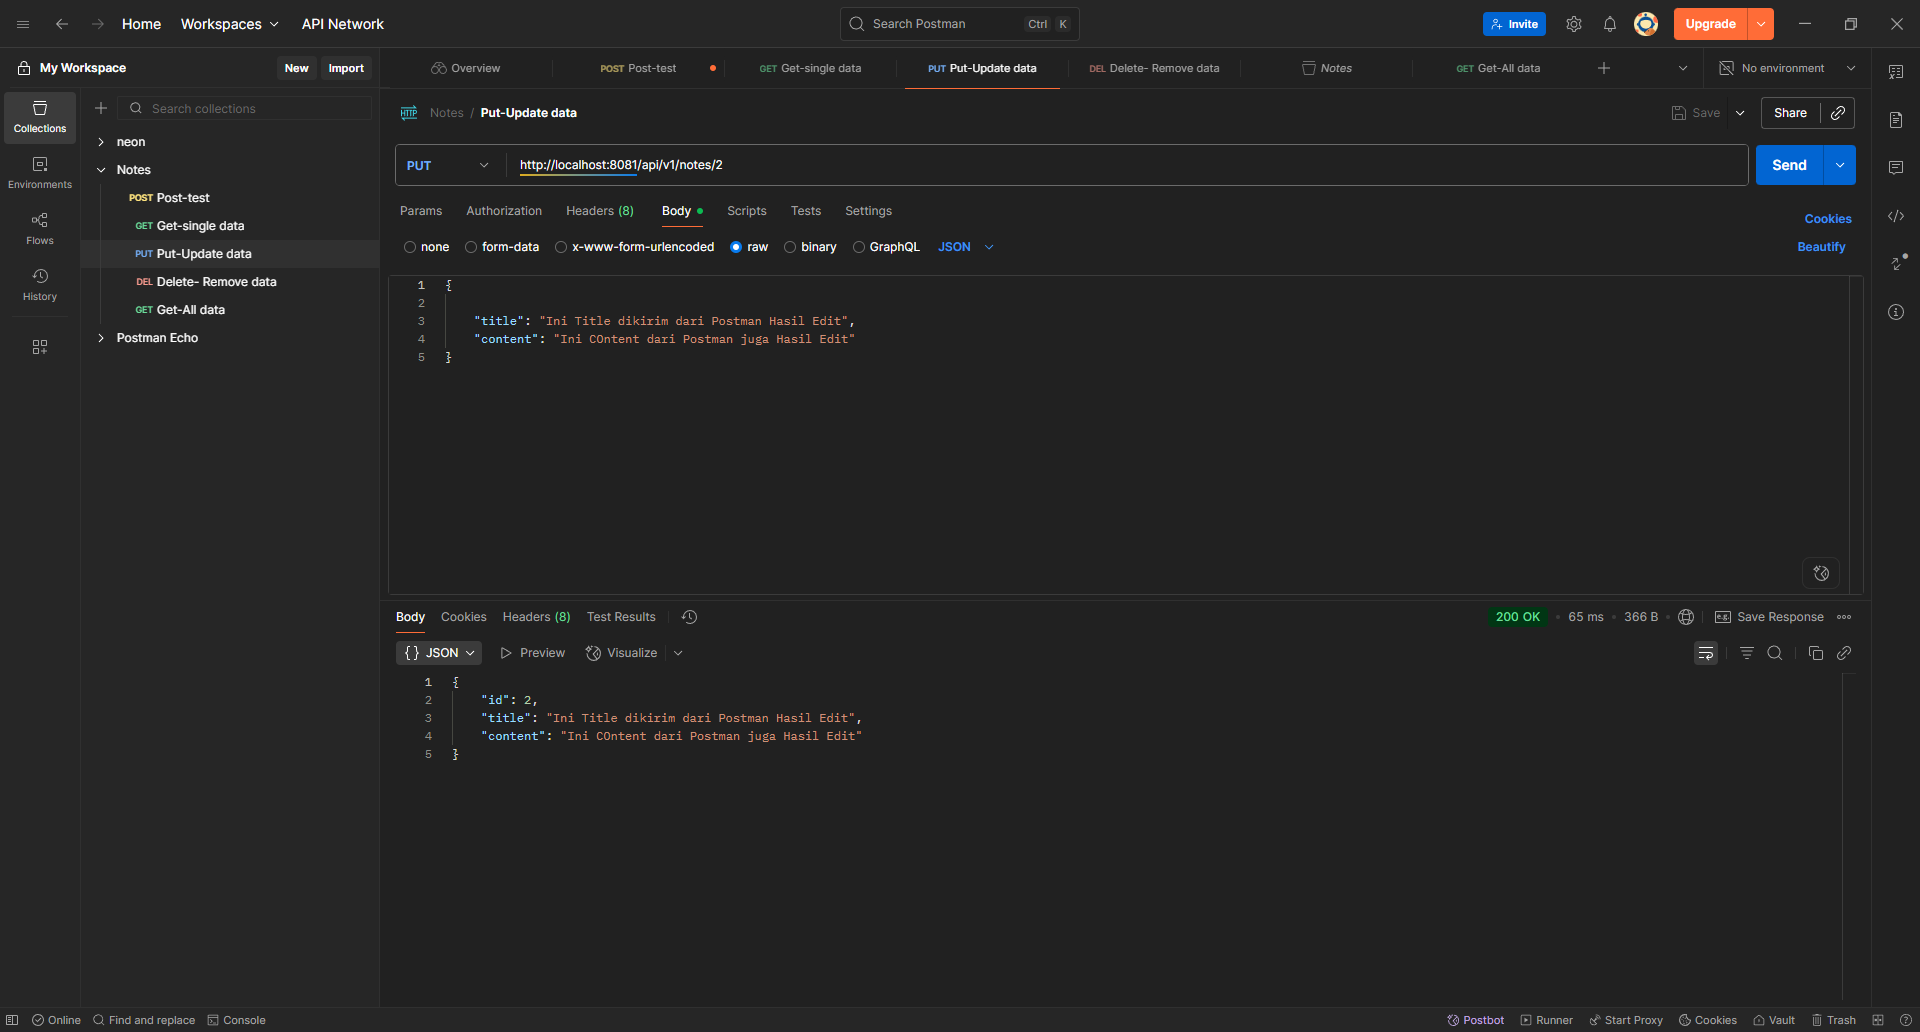 Home Workspaces API Network Search Postman Ctrl K Invite Upgrade
My Workspace New Import
Overview POST Post-test GET Get-single data PUT Put-Update data DEL Delete- Remove data Notes GET Get-All data No environment
Collections
Environments
Flows
History
Search collections
neon
Notes
POST Post-test
GET Get-single data
PUT Put-Update data
DEL Delete- Remove data
GET Get-All data
Postman Echo
HTTP Notes / Put-Update data Save Share
PUT http://localhost:8081/api/v1/notes/2 Send
Params Authorization Headers (8) Body Scripts Tests Settings Cookies
none form-data x-www-form-urlencoded raw binary GraphQL JSON Beautify
1 {
2
3 "title": "Ini Title dikirim dari Postman Hasil Edit",
4 "content": "Ini COntent dari Postman juga Hasil Edit"
5 }
Body Cookies Headers (8) Test Results 200 OK 65 ms 366 B e.g. Save Response
{} JSON Preview Visualize
1 {
2 "id": 2,
3 "title": "Ini Title dikirim dari Postman Hasil Edit",
4 "content": "Ini COntent dari Postman juga Hasil Edit"
5 }
Online Find and replace Console Postbot Runner Start Proxy Cookies Vault Trash